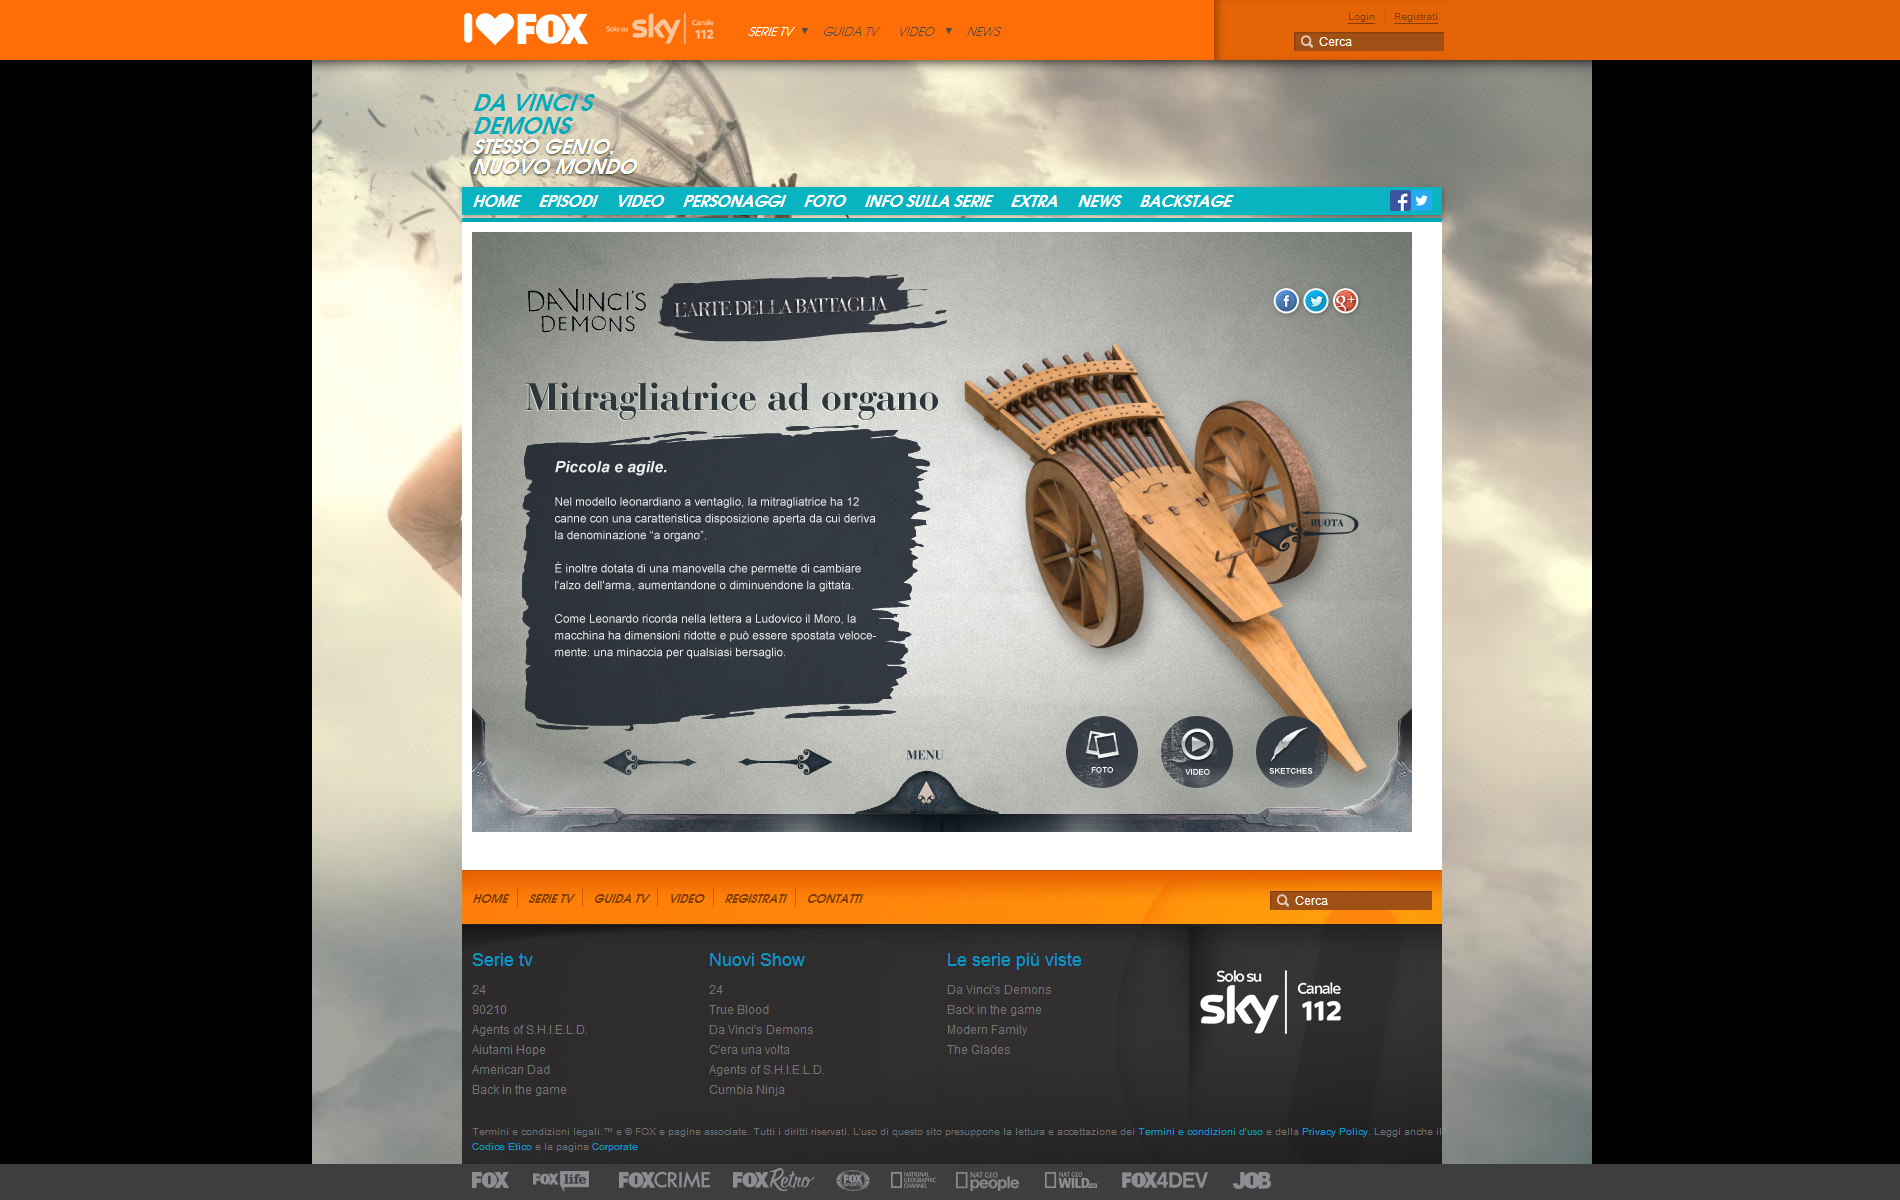 I FOX
Solo su sky Canale 112
SERIE TV GUIDA TV VIDEO NEWS
Login Registrati
Cerca
DA VINCI'S
DEMONS
STESSO GENIO,
NUOVO MONDO
HOME EPISODI VIDEO PERSONAGGI FOTO INFO SULLA SERIE EXTRA NEWS BACKSTAGE
DA VINCI'S
DEMONS
L'ARTE DELLA BATTAGLIA
Mitragliatrice ad organo
Piccola e agile.
Nel modello leonardiano a ventaglio, la mitragliatrice ha 12
canne con una caratteristica disposizione aperta da cui deriva
la denominazione “a organo”.
È inoltre dotata di una manovella che permette di cambiare
l'alzo dell'arma, aumentandone o diminuendone la gittata.
Come Leonardo ricorda nella lettera a Ludovico il Moro, la
macchina ha dimensioni ridotte e può essere spostata veloce-
mente: una minaccia per qualsiasi bersaglio.
RUOTA
MENU
FOTO
VIDEO
SKETCHES
HOME SERIE TV GUIDA TV VIDEO REGISTRATI CONTATTI
Cerca
Serie tv
24
90210
Agents of S.H.I.E.L.D.
Aiutami Hope
American Dad
Back in the game
Nuovi Show
24
True Blood
Da Vinci's Demons
C'era una volta
Agents of S.H.I.E.L.D.
Cumbia Ninja
Le serie più viste
Da Vinci's Demons
Back in the game
Modern Family
The Glades
Solo su
sky
Canale
112
Termini e condizioni legali:™ e © FOX e pagine associate. Tutti i diritti riservati. L'uso di questo sito presuppone la lettura e accettazione dei Termini e condizioni d'uso e della Privacy Policy. Leggi anche il
Codice Etico e la pagina Corporate
FOX FOX life FOXCRIME FOXRetro FOX SPORTS NATIONAL GEOGRAPHIC CHANNEL NAT GEO people NAT GEO WILD HD FOX4DEV JOB